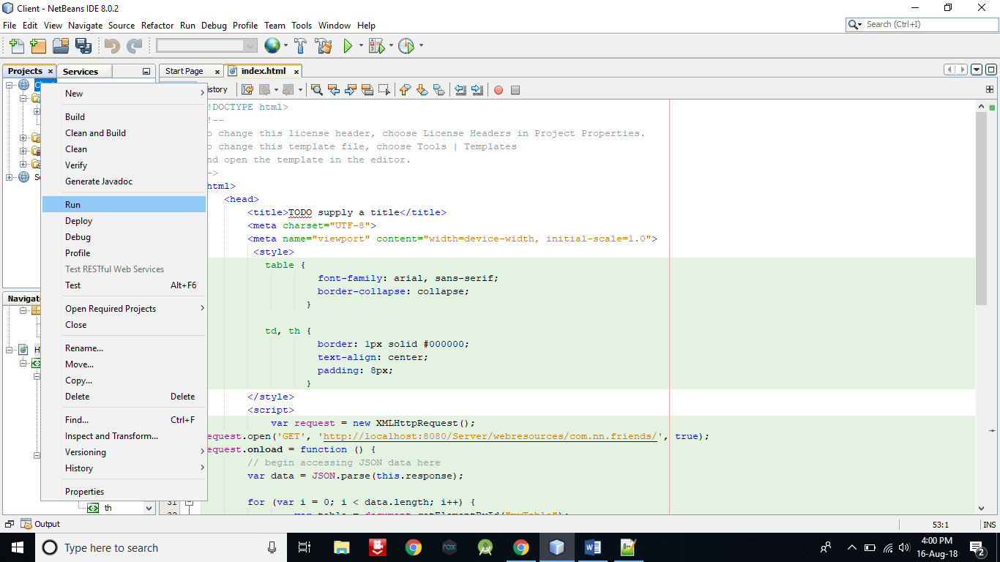 Client - NetBeans IDE 8.0.2
File Edit View Navigate Source Refactor Run Debug Profile Team Tools Window Help
Search (Ctrl+I)
Projects × Services
Start Page × index.html ×
New
Build
Clean and Build
Clean
Verify
Generate Javadoc
Run
Deploy
Debug
Profile
Test RESTful Web Services
Test Alt+F6
Open Required Projects
Close
Rename...
Move...
Copy...
Delete Delete
Find... Ctrl+F
Inspect and Transform...
Versioning
History
Properties
Navigat
th
story
!DOCTYPE html>
!--
o change this license header, choose License Headers in Project Properties.
o change this template file, choose Tools | Templates
nd open the template in the editor.
->
html>
<head>
<title>TODO supply a title</title>
<meta charset="UTF-8">
<meta name="viewport" content="width=device-width, initial-scale=1.0">
<style>
table {
font-family: arial, sans-serif;
border-collapse: collapse;
}
td, th {
border: 1px solid #000000;
text-align: center;
padding: 8px;
}
</style>
<script>
var request = new XMLHttpRequest();
equest.open('GET', 'http://localhost:8080/Server/webresources/com.nn.friends/', true);
equest.onload = function () {
// begin accessing JSON data here
var data = JSON.parse(this.response);
31 for (var i = 0; i < data.length; i++) {
Output
53:1 INS
Type here to search
nox
4:00 PM
16-Aug-18
2